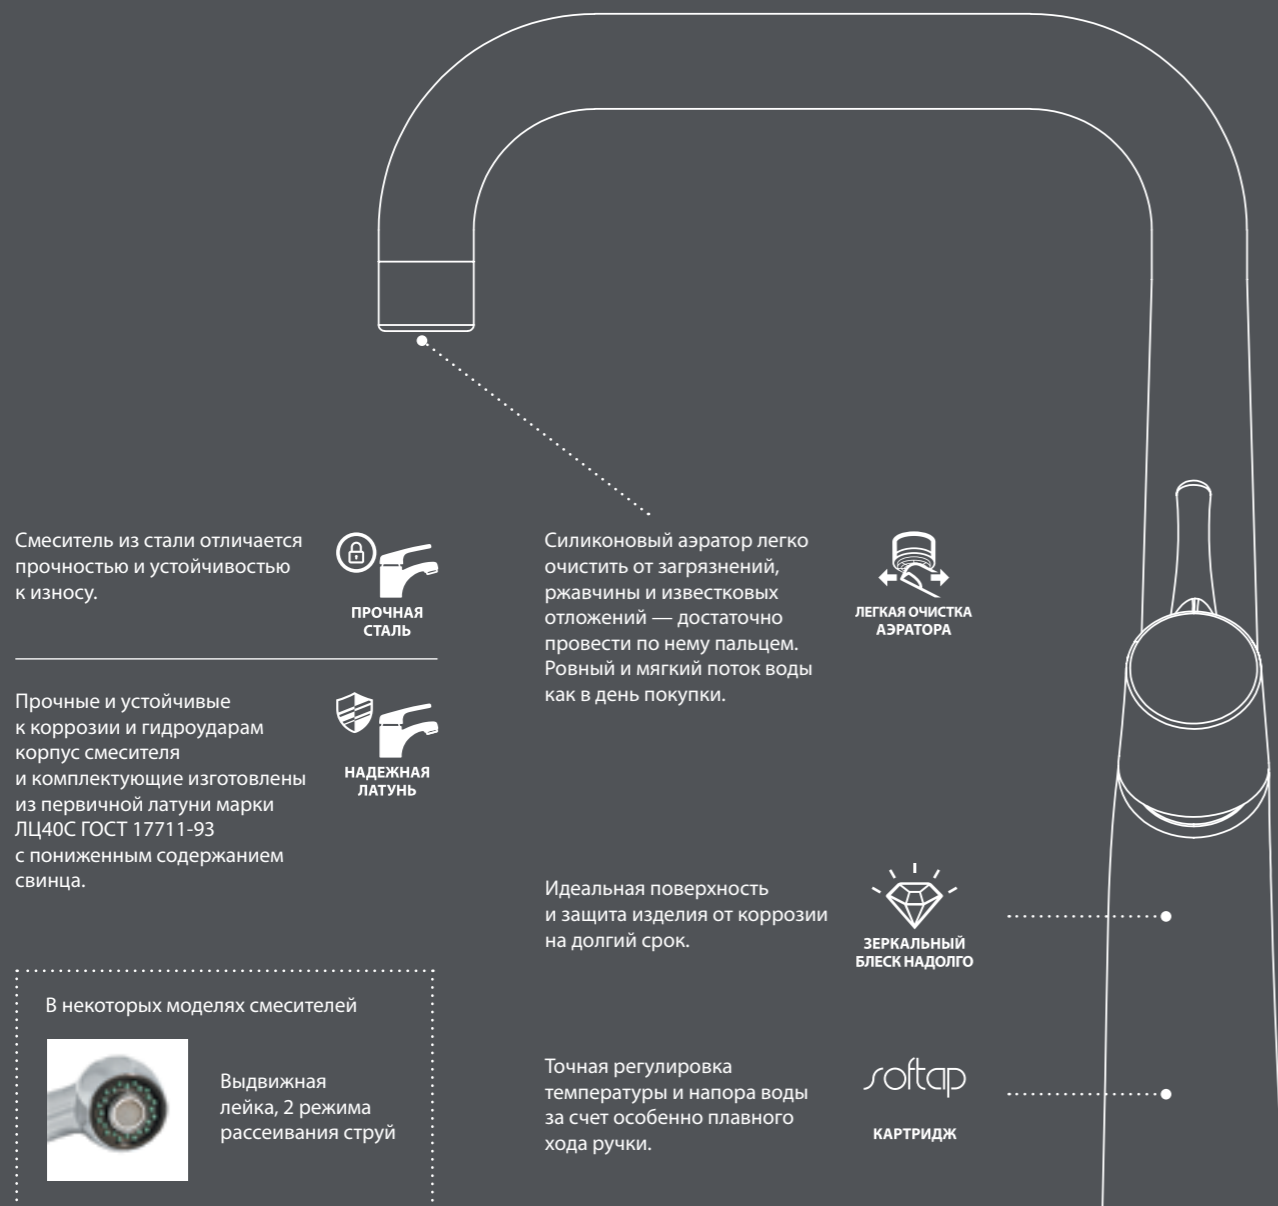 Смеситель из стали отличается
прочностью и устойчивостью
к износу.
ПРОЧНАЯ
СТАЛЬ
Прочные и устойчивые
к коррозии и гидроударам
корпус смесителя
и комплектующие изготовлены
из первичной латуни марки
ЛЦ40С ГОСТ 17711-93
с пониженным содержанием
свинца.
НАДЕЖНАЯ
ЛАТУНЬ
В некоторых моделях смесителей
Выдвижная
лейка, 2 режима
рассеивания струй
Силиконовый аэратор легко
очистить от загрязнений,
ржавчины и известковых
отложений — достаточно
провести по нему пальцем.
Ровный и мягкий поток воды
как в день покупки.
ЛЕГКАЯ ОЧИСТКА
АЭРАТОРА
Идеальная поверхность
и защита изделия от коррозии
на долгий срок.
ЗЕРКАЛЬНЫЙ
БЛЕСК НАДОЛГО
Точная регулировка
температуры и напора воды
за счет особенно плавного
хода ручки.
softap
КАРТРИДЖ